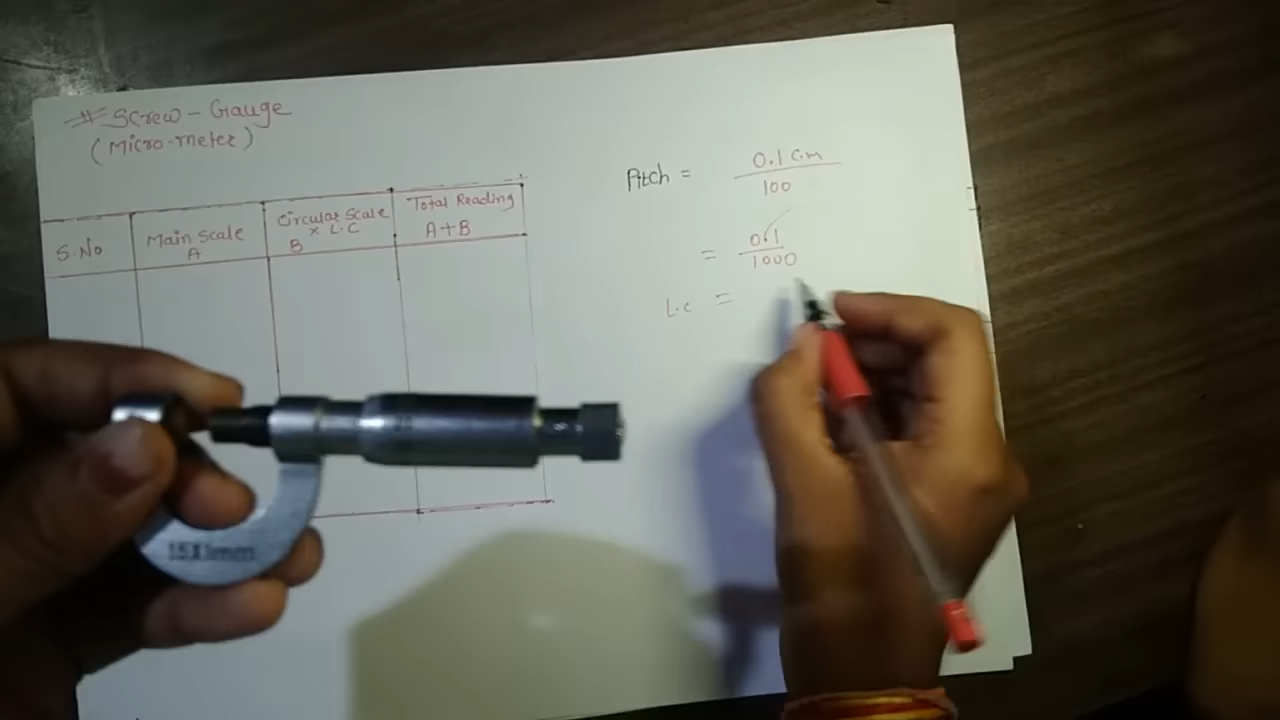 # Screw-Gauge
(Micro-meter)
S.No
Main Scale
A
Circular Scale
x L.C
B
Total Reading
A+B
Pitch = 0.1 cm
100
= 0.1
1000
L.c =
15X1mm